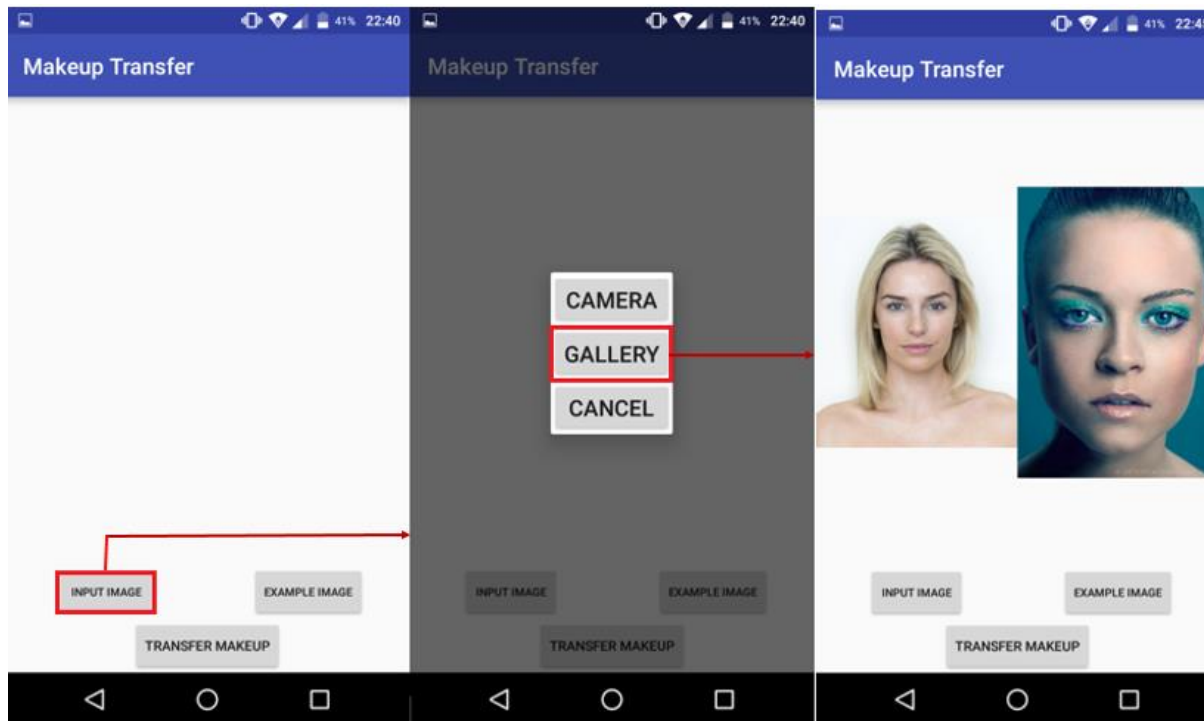 41% 22:40
Makeup Transfer
INPUT IMAGE
EXAMPLE IMAGE
TRANSFER MAKEUP
41% 22:40
Makeup Transfer
CAMERA
GALLERY
CANCEL
INPUT IMAGE
EXAMPLE IMAGE
TRANSFER MAKEUP
41%
Makeup Transfer
INPUT IMAGE
EXAMPLE IMAGE
TRANSFER MAKEUP